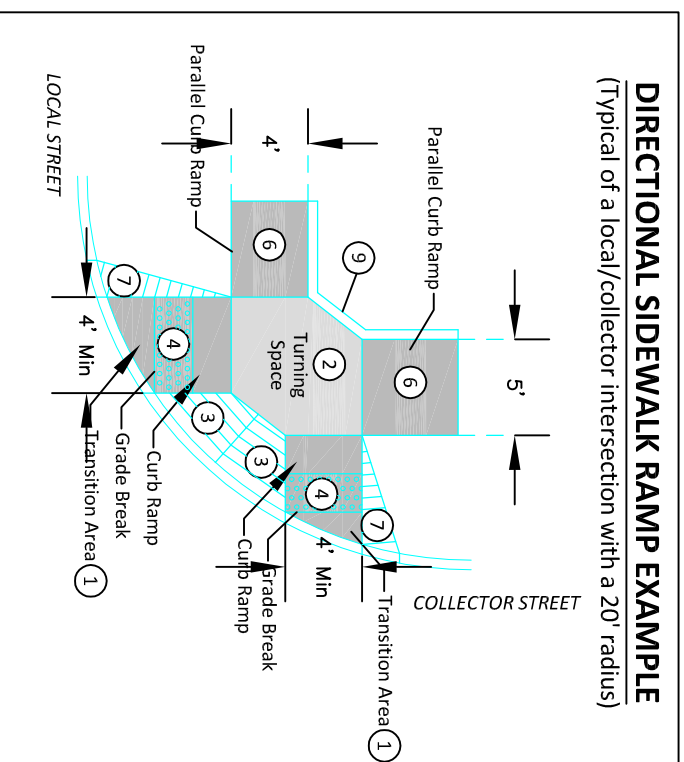 DIRECTIONAL SIDEWALK RAMP EXAMPLE
(Typical of a local/collector intersection with a 20' radius)
5'
COLLECTOR STREET
Parallel Curb Ramp
9
6
7
Transition Area 1
4
4' Min
Grade Break
Curb Ramp
2
Turning
Space
3
3
4'
Parallel Curb Ramp
6
7
4
4' Min
Curb Ramp
Grade Break
Transition Area 1
LOCAL STREET